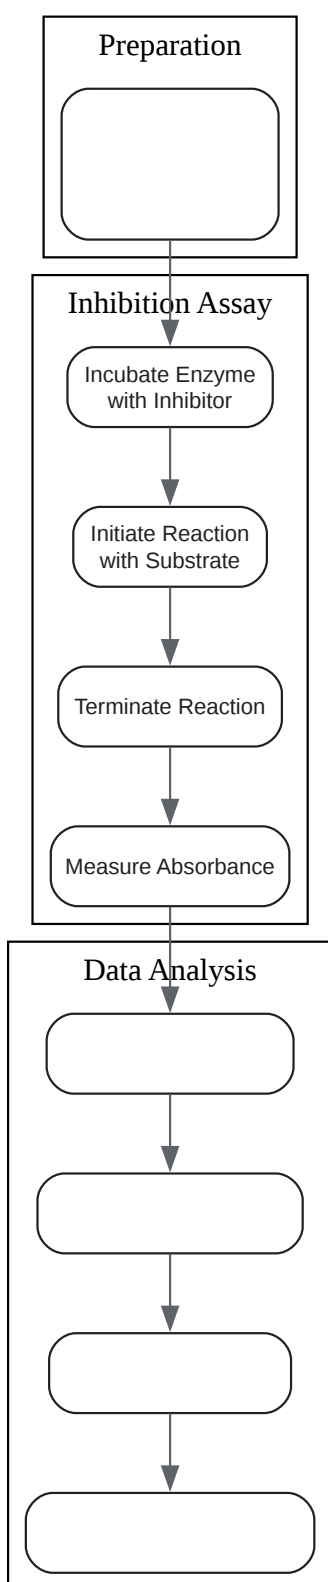 Preparation
Inhibition Assay
Incubate Enzyme
with Inhibitor
Initiate Reaction
with Substrate
Terminate Reaction
Measure Absorbance
Data Analysis